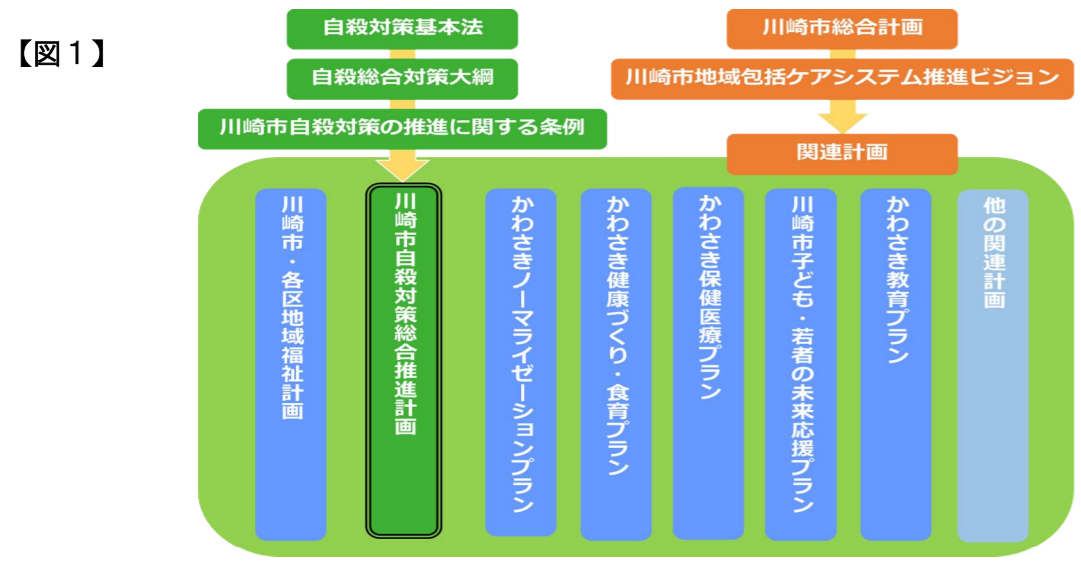 【図１】
自殺対策基本法
自殺総合対策大綱
川崎市自殺対策の推進に関する条例
川崎市総合計画
川崎市地域包括ケアシステム推進ビジョン
関連計画
川崎市・各区地域福祉計画
川崎市自殺対策総合推進計画
かわさきノーマライゼーションプラン
かわさき健康づくり・食育プラン
かわさき保健医療プラン
川崎市子ども・若者の未来応援プラン
かわさき教育プラン
他の関連計画